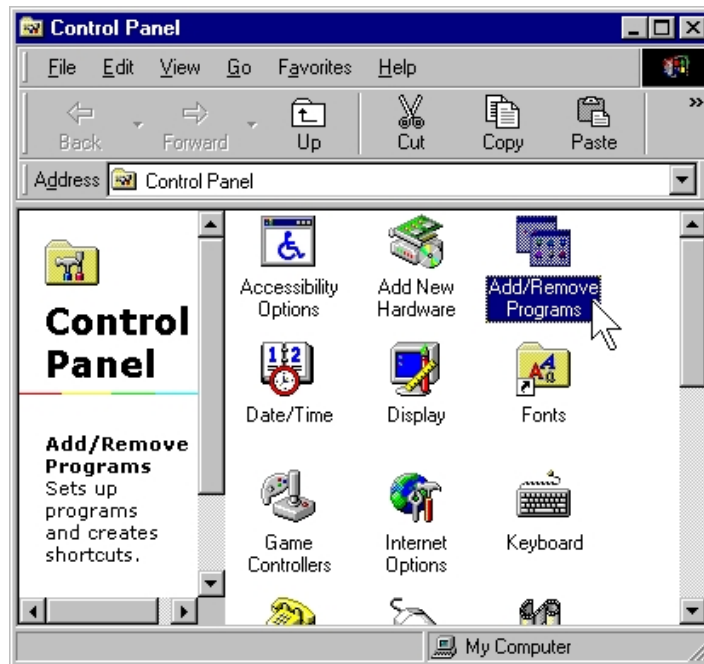 Control Panel
File Edit View Go Favorites Help
Back Forward Up Cut Copy Paste »
Address Control Panel
Control
Panel
Add/Remove
Programs
Sets up
programs
and creates
shortcuts.
Accessibility
Options
Add New
Hardware
Add/Remove
Programs
1 2
Date/Time
Display
A A
Fonts
Game
Controllers
Internet
Options
Keyboard
My Computer